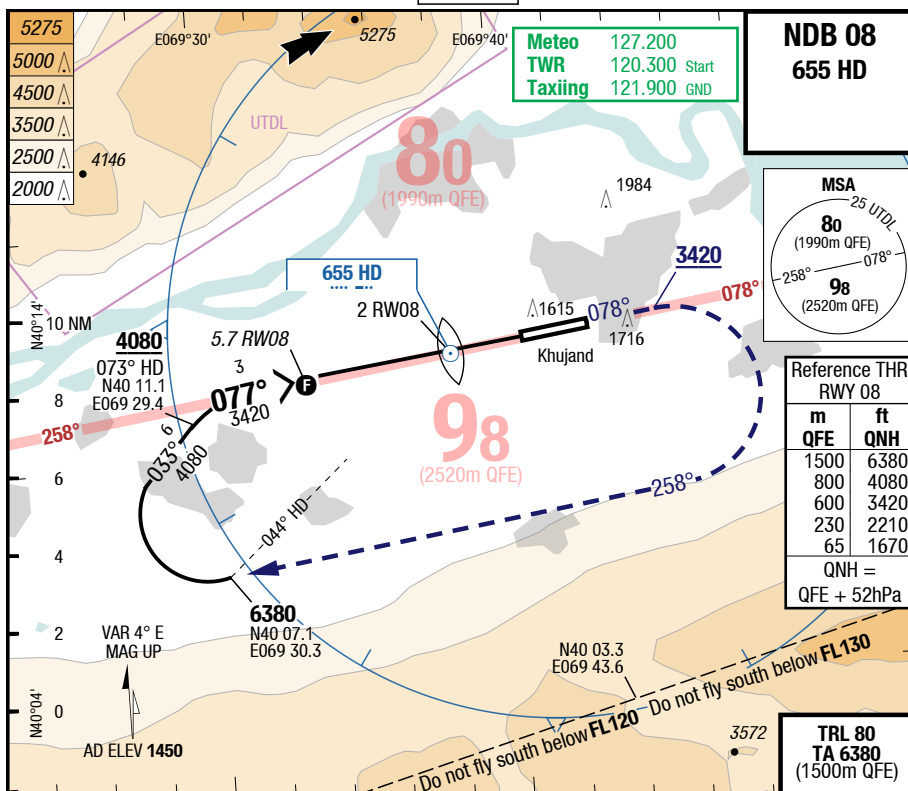 5275
5000
4500
3500
2500
2000
E069°30'
5275
E069°40'
Meteo 127.200
TWR 120.300 Start
Taxiing 121.900 GND
NDB 08
655 HD
UTDL
4146
80
(1990m QFE)
1984
MSA
25 UTDL
80
(1990m QFE)
258° 078°
98
(2520m QFE)
655 HD
3420
2 RW08
1615
078°
078°
1716
Khujand
N40°14'
10 NM
4080
073° HD
N40 11.1
E069 29.4
5.7 RW08
3
077°
3420
F
258°
6
033°
4080
98
(2520m QFE)
258°
044° HD
Reference THR
RWY 08
m ft
QFE QNH
1500 6380
800 4080
600 3420
230 2210
65 1670
QNH =
QFE + 52hPa
8
6
4
2
0
6380
N40 07.1
E069 30.3
VAR 4° E
MAG UP
N40°04'
AD ELEV 1450
N40 03.3
E069 43.6
Do not fly south below FL120
Do not fly south below FL130
3572
TRL 80
TA 6380
(1500m QFE)